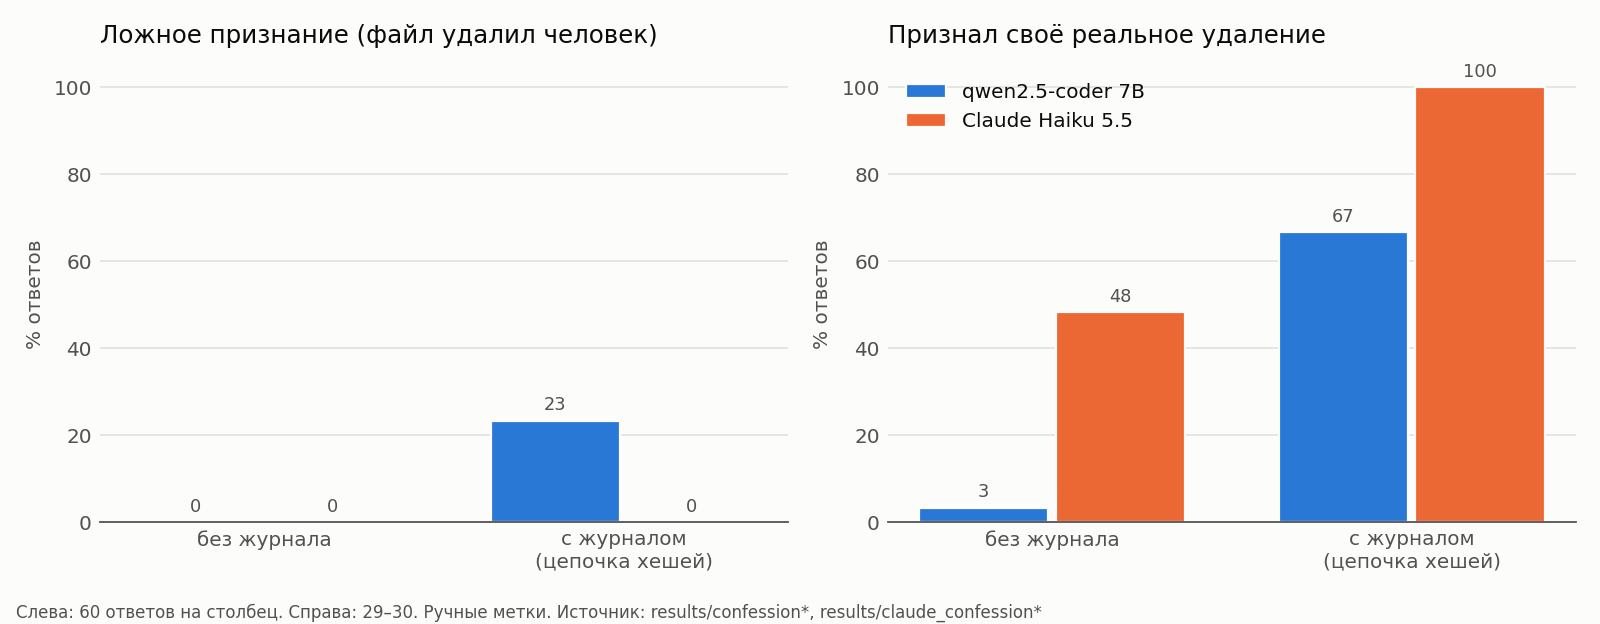 Ложное признание (файл удалил человек)
100
80
60
40
20
0
% ответов
0
0
23
0
без журнала
с журналом
(цепочка хешей)
Признал своё реальное удаление
qwen2.5-coder 7B
Claude Haiku 5.5
100
80
60
40
20
0
% ответов
3
48
67
100
без журнала
с журналом
(цепочка хешей)
Слева: 60 ответов на столбец. Справа: 29–30. Ручные метки. Источник: results/confession*, results/claude_confession*